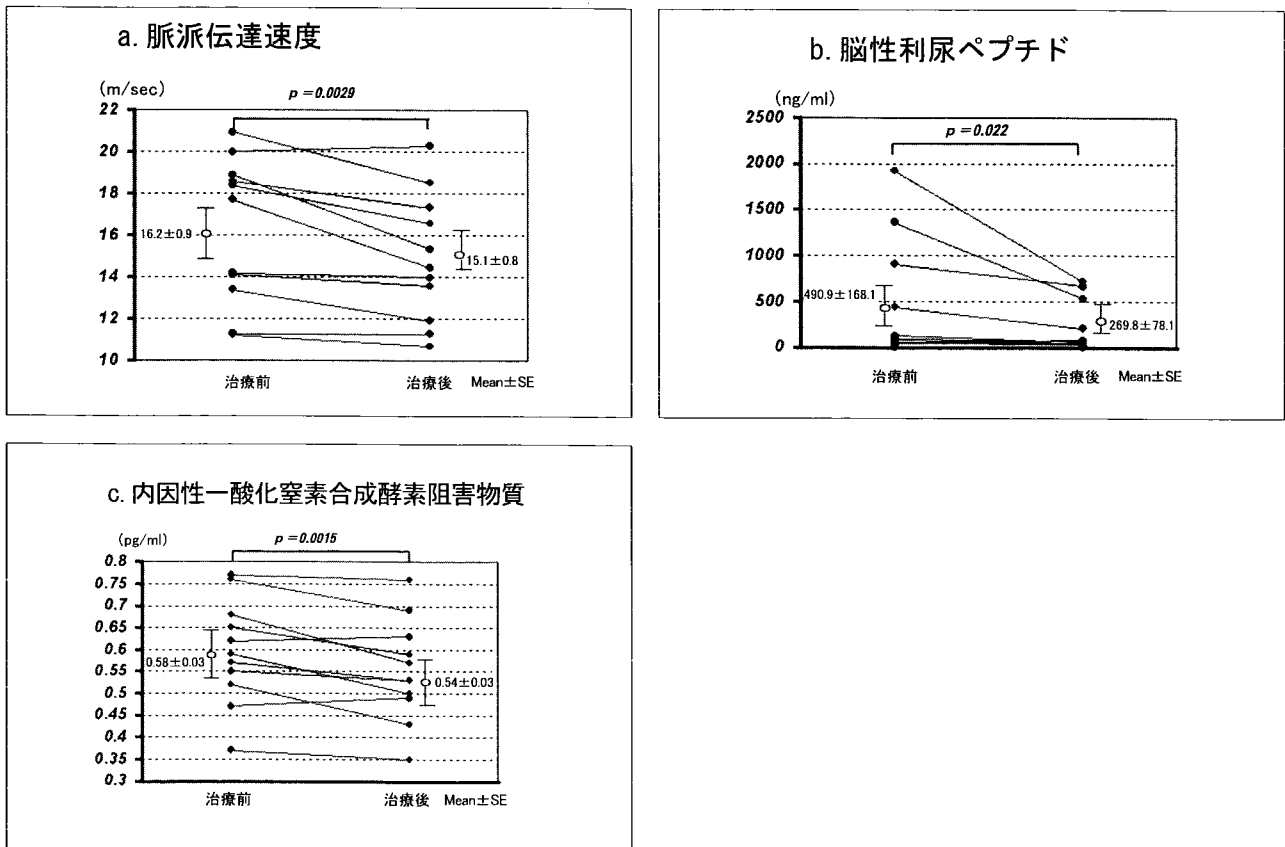 a. 脈派伝達速度
(m/sec)
p =0.0029
22
20
18
16
14
12
10
16.2±0.9
15.1±0.8
治療前
治療後
Mean±SE
b. 脳性利尿ペプチド
(ng/ml)
p =0.022
2500
2000
1500
1000
500
0
490.9±168.1
269.8±78.1
治療前
治療後
Mean±SE
c. 内因性一酸化窒素合成酵素阻害物質
(pg/ml)
p =0.0015
0.8
0.75
0.7
0.65
0.6
0.55
0.5
0.45
0.4
0.35
0.3
0.58±0.03
0.54±0.03
治療前
治療後
Mean±SE